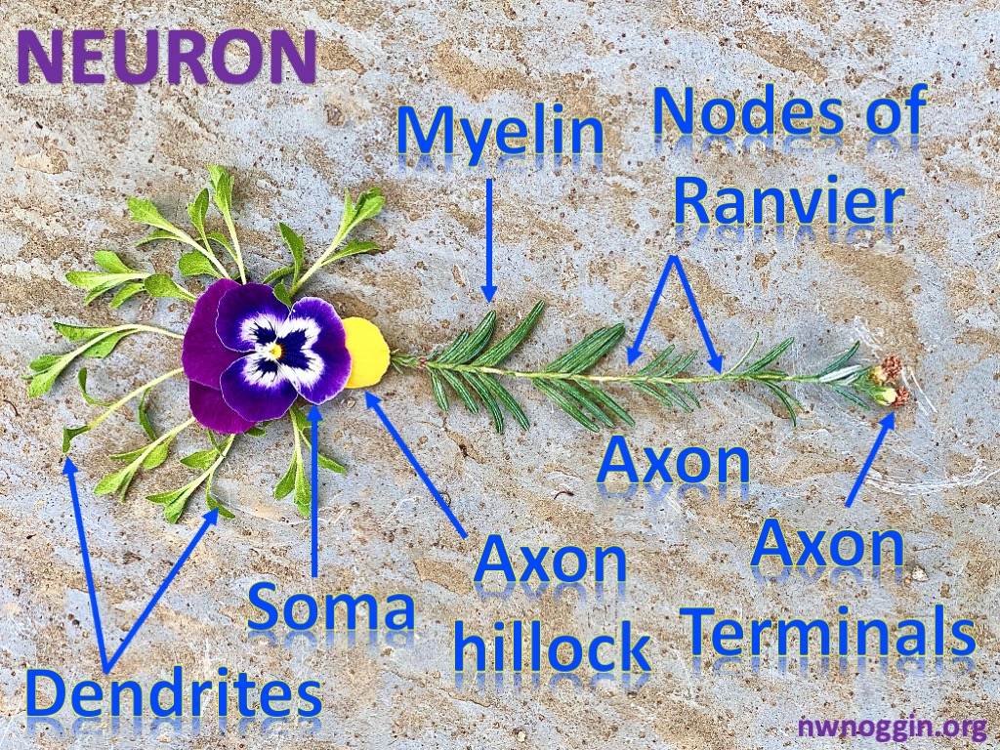 NEURON
Myelin
Nodes of
Ranvier
Axon
Axon
hillock
Axon
Terminals
Soma
Dendrites
nwnoggin.org